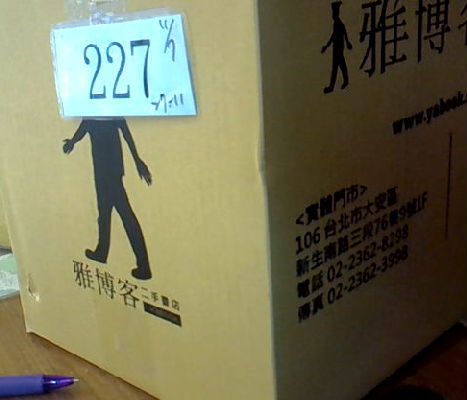 227
雅博客二手書店
雅博客
www.yabook.
<實體門市>
106 台北市大安區
新生南路三段76巷9號1F
電話 02-2362-8298
傳真 02-2362-3998